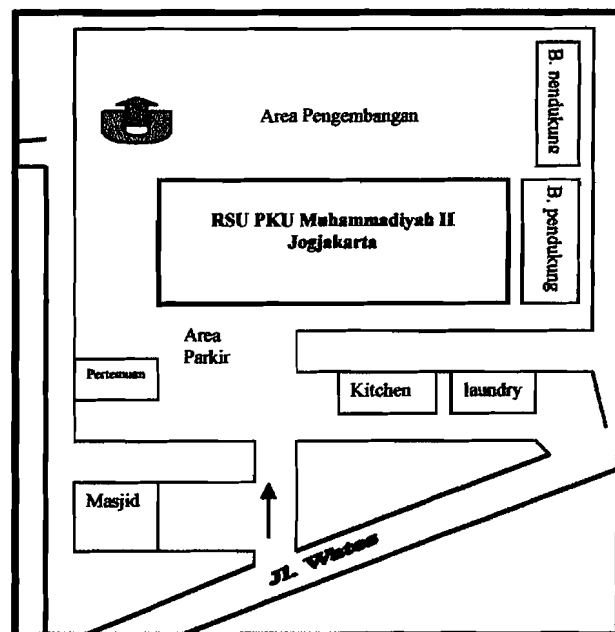 B. pendukung
Area Pengembangan
RSU PKU Muhammadiyah II
Jogjakarta
B. pendukung
Area
Parkir
Pertemuan
Kitchen
laundry
Masjid
JL. Wates